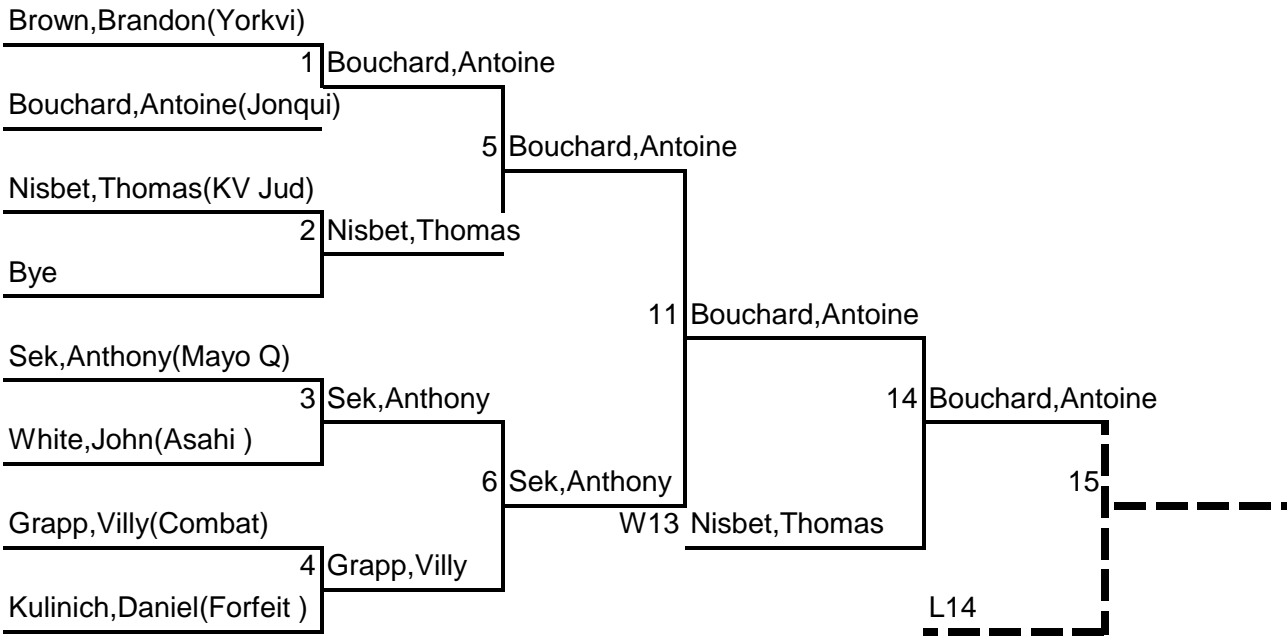 Brown,Brandon(Yorkvi)
1 Bouchard,Antoine
Bouchard,Antoine(Jonqui)
5 Bouchard,Antoine
Nisbet,Thomas(KV Jud)
2 Nisbet,Thomas
Bye
11 Bouchard,Antoine
Sek,Anthony(Mayo Q)
3 Sek,Anthony
14 Bouchard,Antoine
White,John(Asahi )
6 Sek,Anthony
15
Grapp,Villy(Combat)
W13 Nisbet,Thomas
4 Grapp,Villy
Kulinich,Daniel(Forfeit )
L14